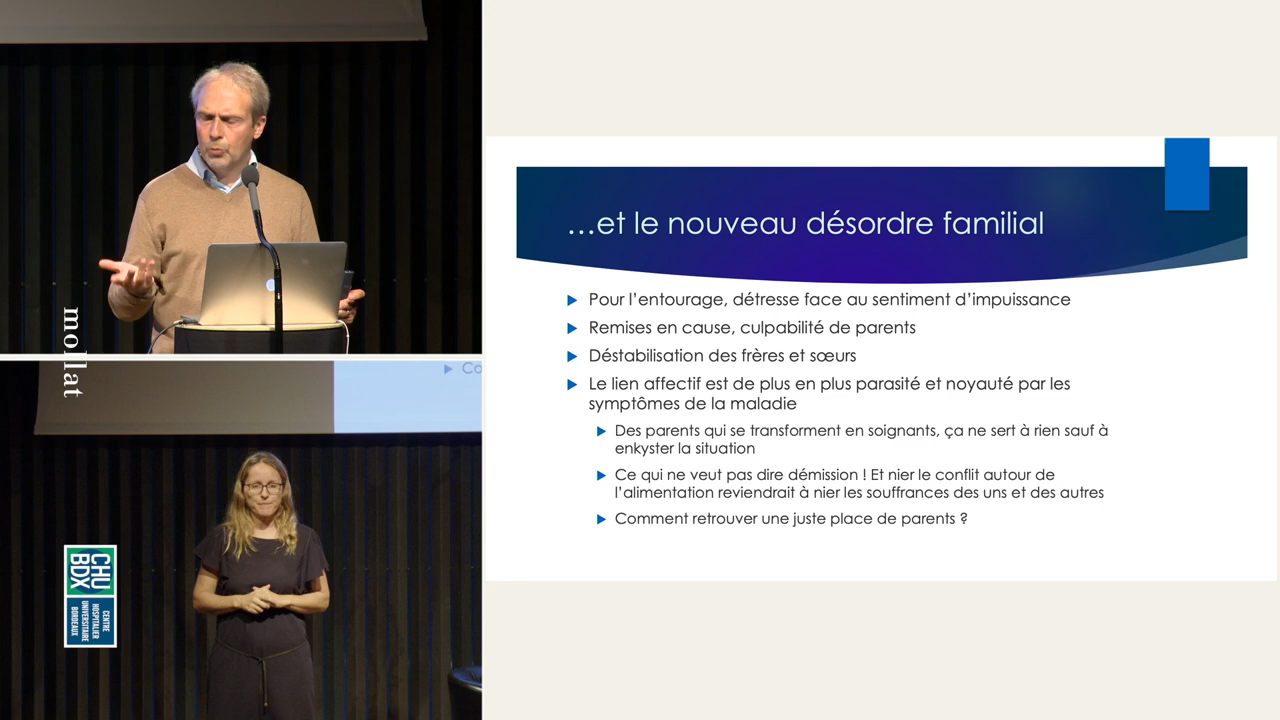 mollat
Co
CHU
BDX
CENTRE
HOSPITALIER
UNIVERSITAIRE
BORDEAUX
…et le nouveau désordre familial
Pour l’entourage, détresse face au sentiment d’impuissance
Remises en cause, culpabilité de parents
Déstabilisation des frères et sœurs
Le lien affectif est de plus en plus parasité et noyauté par les
symptômes de la maladie
Des parents qui se transforment en soignants, ça ne sert à rien sauf à
enkyster la situation
Ce qui ne veut pas dire démission ! Et nier le conflit autour de
l’alimentation reviendrait à nier les souffrances des uns et des autres
Comment retrouver une juste place de parents ?